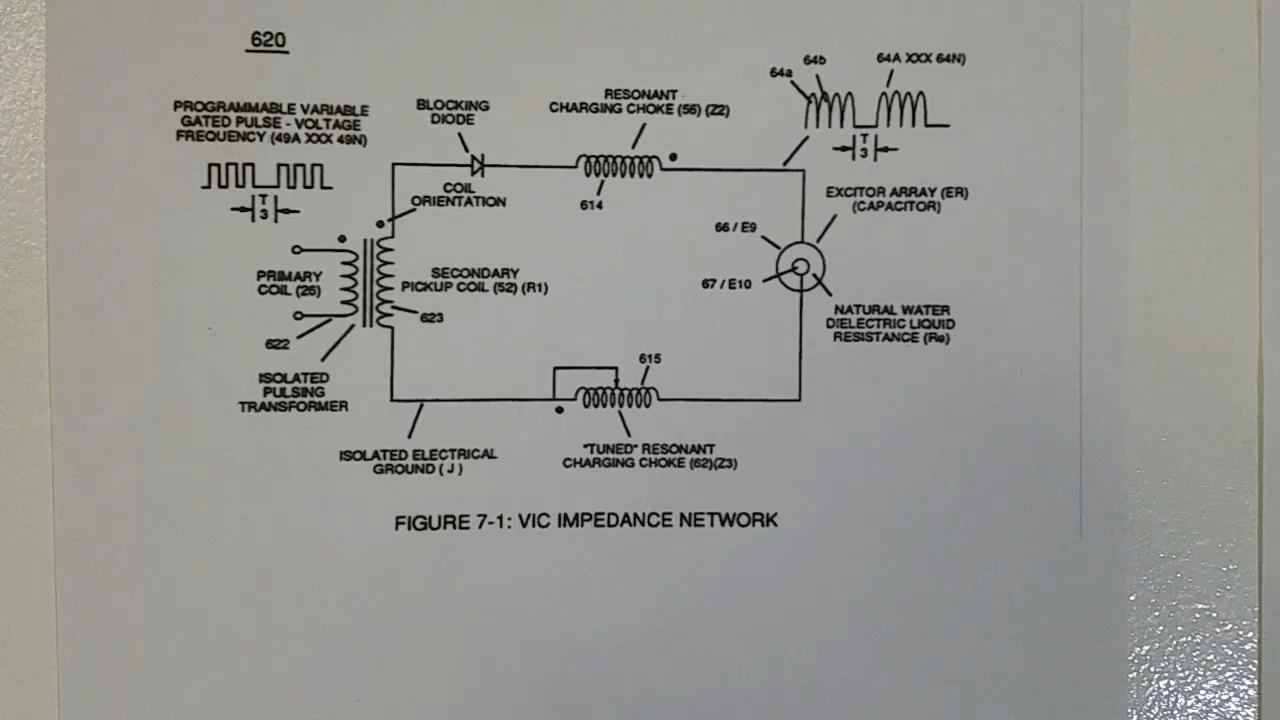 620
PROGRAMMABLE VARIABLE
GATED PULSE - VOLTAGE
FREQUENCY (49A XXX 49N)
T
3
BLOCKING
DIODE
RESONANT
CHARGING CHOKE (56) (Z2)
614
64a
64b
64A XXX 64N)
T
3
COIL
ORIENTATION
EXCITOR ARRAY (ER)
(CAPACITOR)
66 / E9
67 / E10
PRIMARY
COIL (26)
SECONDARY
PICKUP COIL (52) (R1)
623
622
NATURAL WATER
DIELECTRIC LIQUID
RESISTANCE (Re)
ISOLATED
PULSING
TRANSFORMER
615
ISOLATED ELECTRICAL
GROUND ( J )
"TUNED" RESONANT
CHARGING CHOKE (62)(Z3)
FIGURE 7-1: VIC IMPEDANCE NETWORK